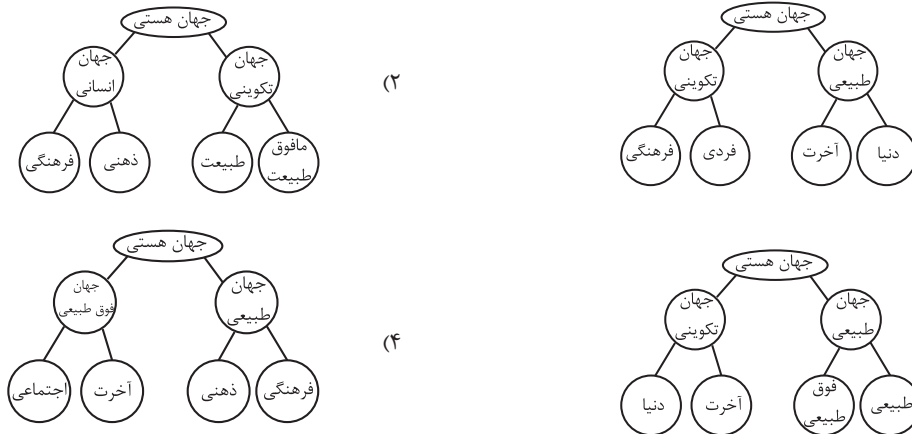 جهان هستی
جهان
طبیعی
جهان
تکوینی
دنیا
آخرت
فردی
فرهنگی
۲)
جهان هستی
جهان
تکوینی
جهان
انسانی
مافوق
طبیعت
طبیعت
ذهنی
فرهنگی
جهان هستی
جهان
طبیعی
جهان
تکوینی
طبیعی
فوق
طبیعی
آخرت
دنیا
۴)
جهان هستی
جهان
طبیعی
جهان
فوق طبیعی
فرهنگی
ذهنی
آخرت
اجتماعی